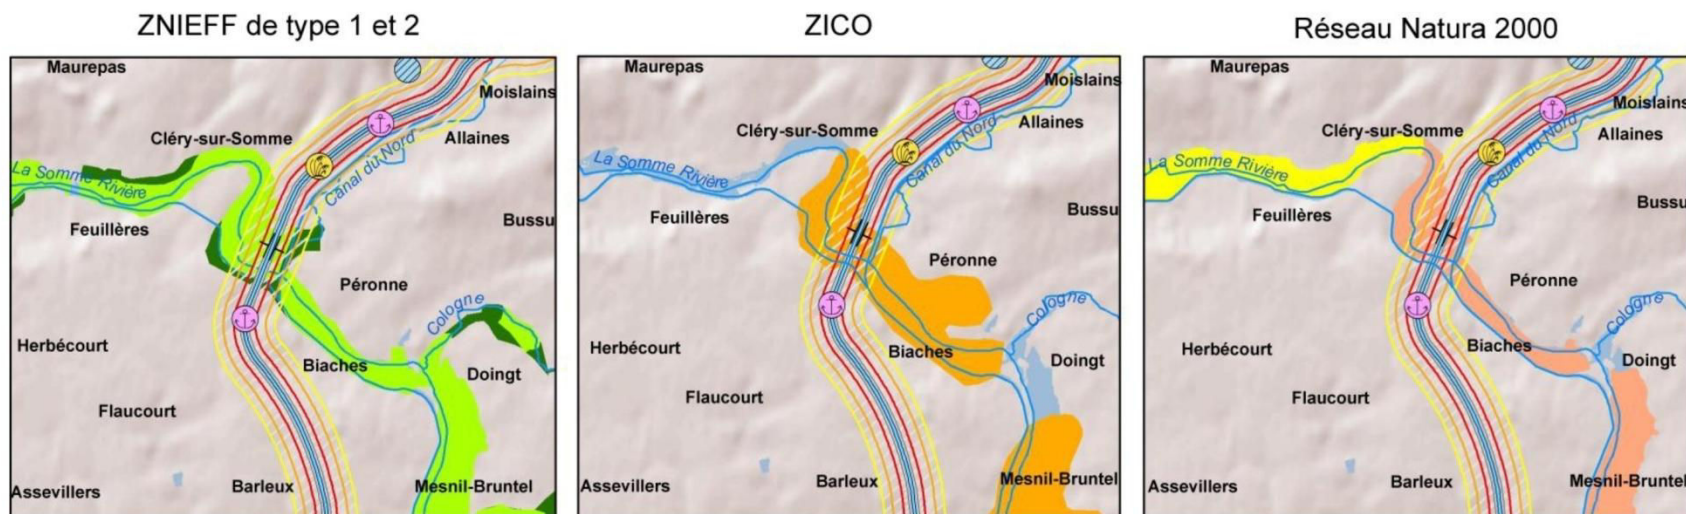 ZNIEFF de type 1 et 2
Maurepas
Moislains
Cléry-sur-Somme
Allaines
Canal du Nord
La Somme Rivière
Feuillères
Bussu
Péronne
Cologne
Herbécourt
Biaches
Doingt
Flaucourt
Assevillers
Barleux
Mesnil-Bruntel
ZICO
Maurepas
Moislains
Cléry-sur-Somme
Allaines
Canal du Nord
La Somme Rivière
Feuillères
Bussu
Péronne
Cologne
Herbécourt
Biaches
Doingt
Flaucourt
Assevillers
Barleux
Mesnil-Bruntel
Réseau Natura 2000
Maurepas
Moislains
Cléry-sur-Somme
Allaines
Canal du Nord
La Somme Rivière
Feuillères
Bussu
Péronne
Cologne
Herbécourt
Biaches
Doingt
Flaucourt
Assevillers
Barleux
Mesnil-Bruntel